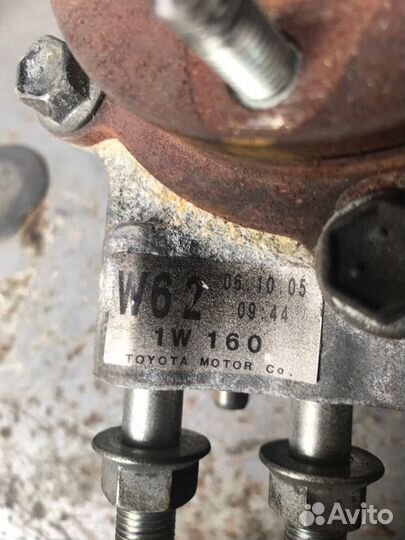 W62 05.10.05
09.44
1W 160
TOYOTA MOTOR Co.
Avito